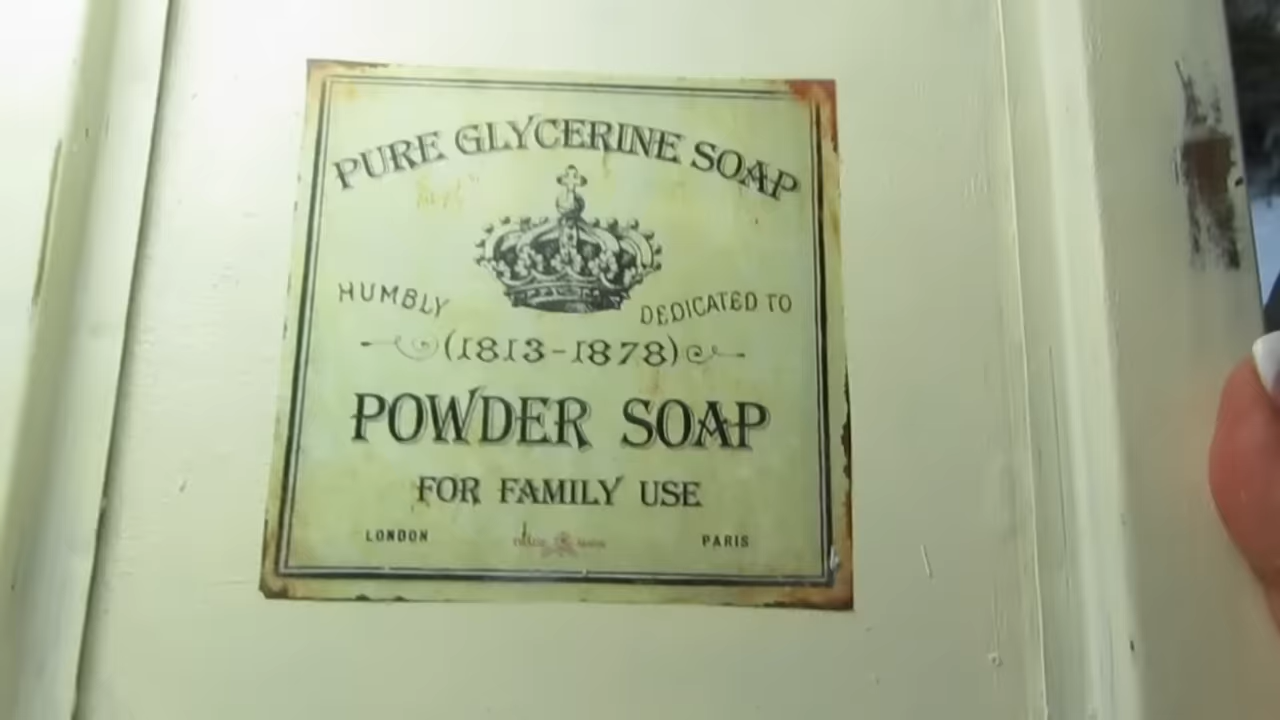 PURE GLYCERINE SOAP
HUMBLY DEDICATED TO
(1813-1878)
POWDER SOAP
FOR FAMILY USE
LONDON PARIS